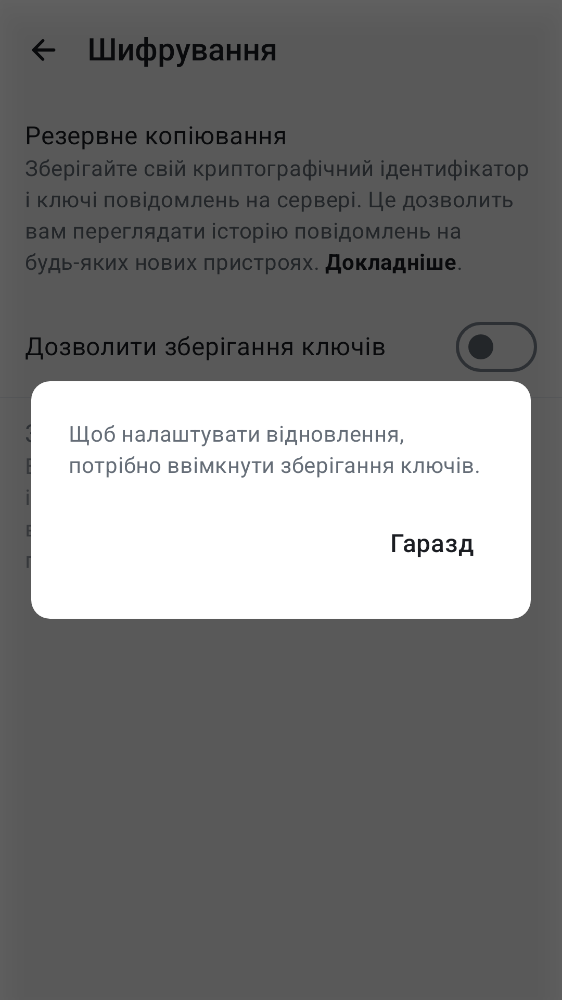 Шифрування
Резервне копіювання
Зберігайте свій криптографічний ідентифікатор
і ключі повідомлень на сервері. Це дозволить
вам переглядати історію повідомлень на
будь-яких нових пристроях. Докладніше.
Дозволити зберігання ключів
Щоб налаштувати відновлення,
потрібно ввімкнути зберігання ключів.
Гаразд